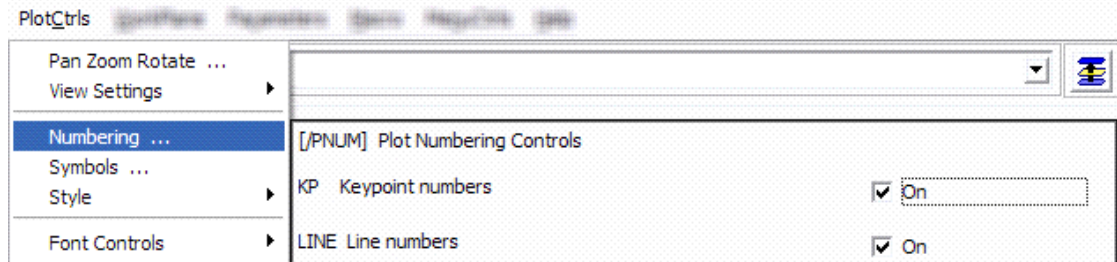 PlotCtrls
Pan Zoom Rotate ...
View Settings
Numbering ...
[/PNUM] Plot Numbering Controls
Symbols ...
KP Keypoint numbers On
Style
Font Controls
LINE Line numbers On